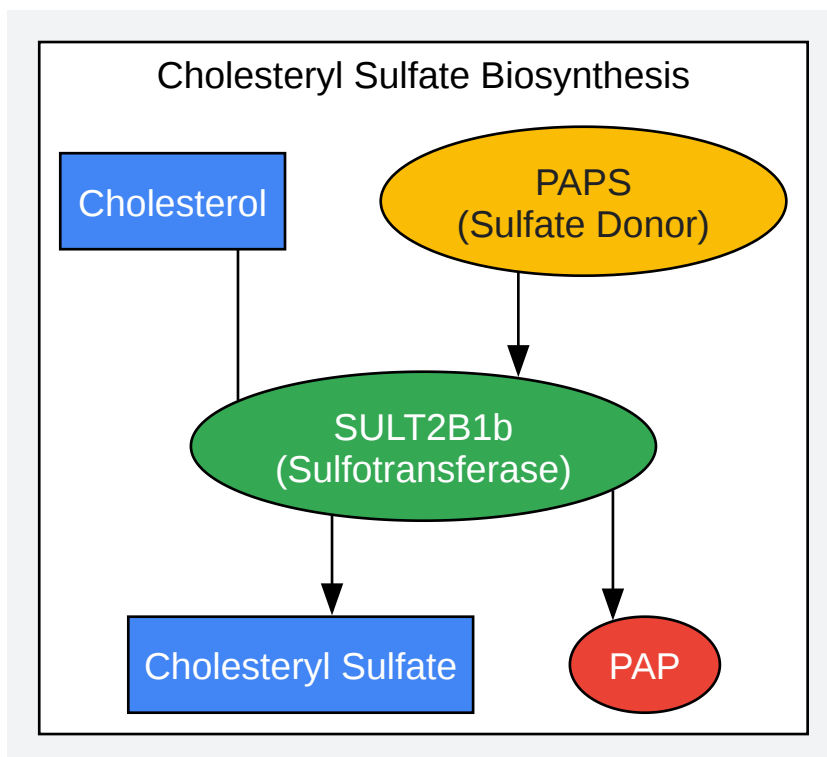 Cholesteryl Sulfate Biosynthesis
Cholesterol
PAPS
(Sulfate Donor)
SULT2B1b
(Sulfotransferase)
Cholesteryl Sulfate
PAP